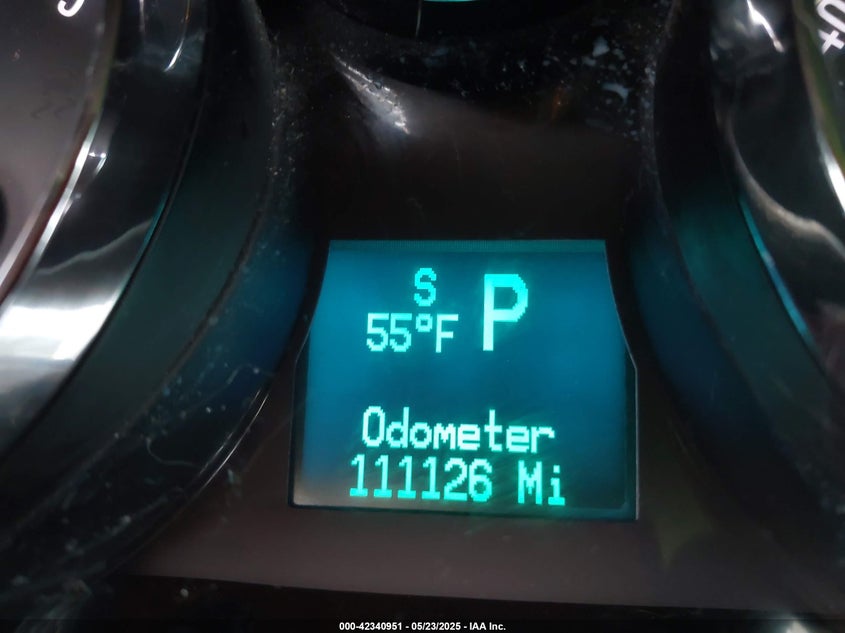 S
55°F P
Odometer
111126 Mi
000-42340951 - 05/23/2025 - IAA Inc.